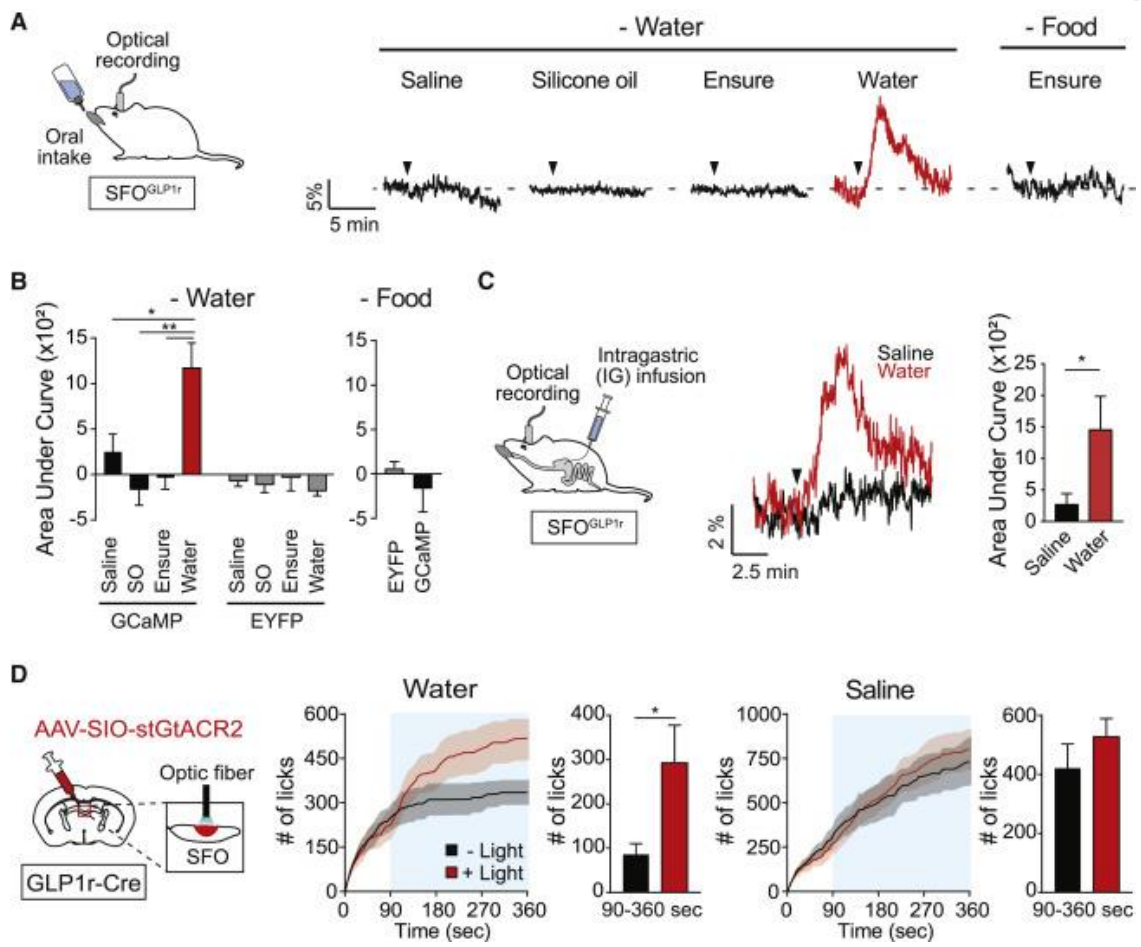 A
Optical
recording
Oral
intake
SFO^GLP1r
- Water
- Food
Saline
Silicone oil
Ensure
Water
Ensure
5%
5 min
B
- Water
- Food
Area Under Curve (x10²)
15
10
5
0
-5
*
**
Saline
SO
Ensure
Water
Saline
SO
Ensure
Water
GCaMP
EYFP
15
10
5
0
-5
EYFP
GCaMP
C
Optical
recording
Intragastric
(IG) infusion
SFO^GLP1r
Saline
Water
2 %
2.5 min
Area Under Curve (x10²)
25
20
15
10
5
0
*
Saline
Water
D
AAV-SIO-stGtACR2
Optic fiber
SFO
GLP1r-Cre
Water
# of licks
600
450
300
150
0
- Light
+ Light
0 90 180 270 360
Time (sec)
# of licks
400
300
200
100
0
*
90-360 sec
Saline
# of licks
1000
750
500
250
0
0 90 180 270 360
Time (sec)
# of licks
600
400
200
0
90-360 sec